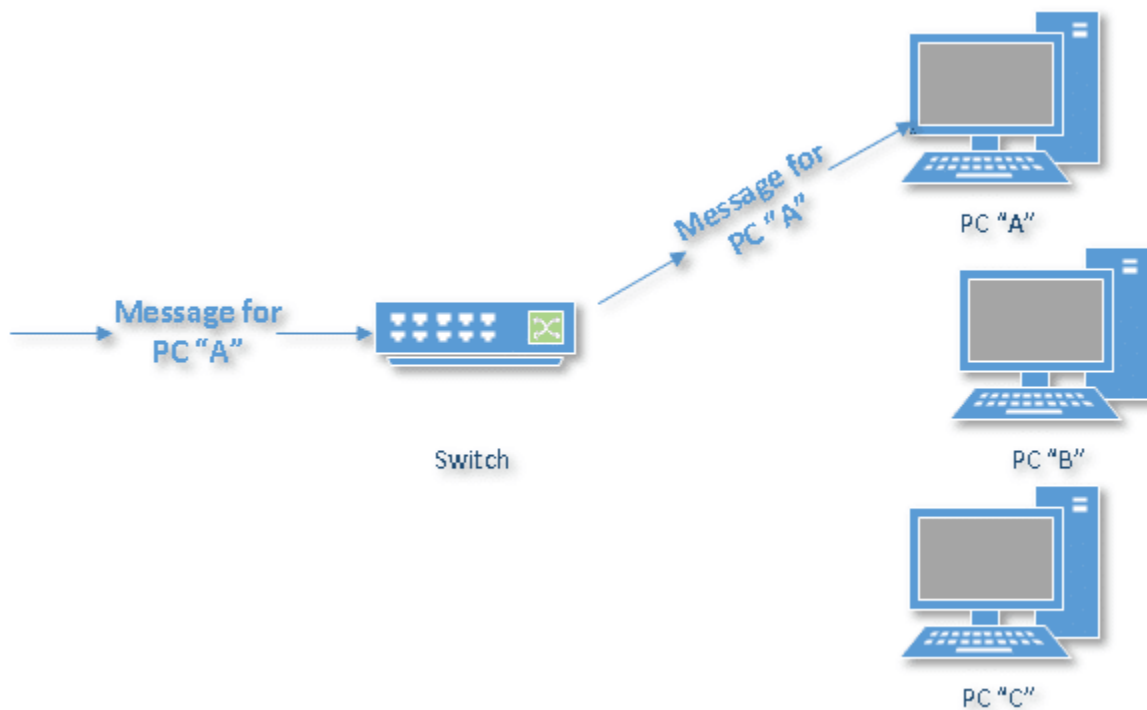 Message for
PC “A”
Message for
PC “A”
PC “A”
Switch
PC “B”
PC “C”